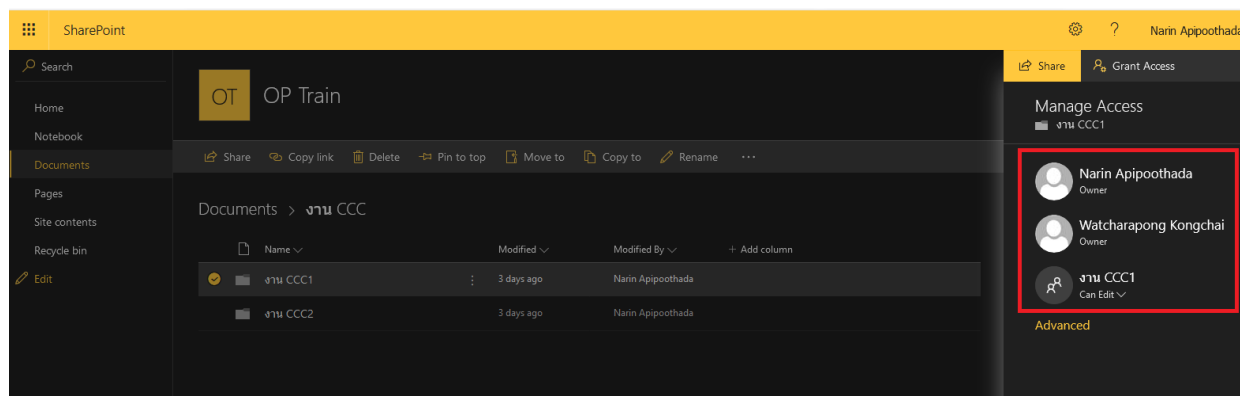 SharePoint
? Narin Apipoothada
Search
Home
Notebook
Documents
Pages
Site contents
Recycle bin
Edit
OT OP Train
Share Copy link Delete Pin to top Move to Copy to Rename ...
Documents > งาน CCC
Name Modified Modified By + Add column
งาน CCC1 3 days ago Narin Apipoothada
งาน CCC2 3 days ago Narin Apipoothada
Share Grant Access
Manage Access
งาน CCC1
Narin Apipoothada
Owner
Watcharapong Kongchai
Owner
งาน CCC1
Can Edit
Advanced